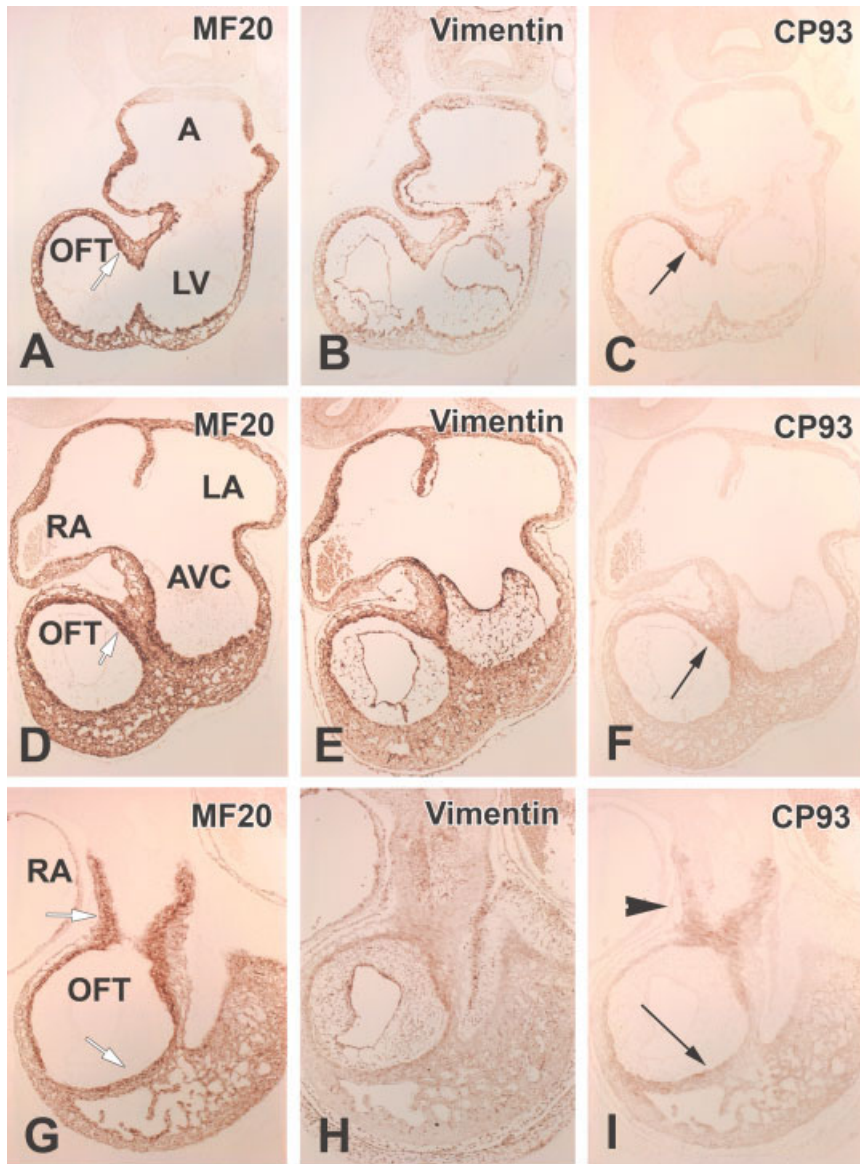 MF20
Vimentin
CP93
A
OFT
LV
A
B
C
MF20
Vimentin
CP93
LA
RA
AVC
OFT
D
E
F
MF20
Vimentin
CP93
RA
OFT
G
H
I